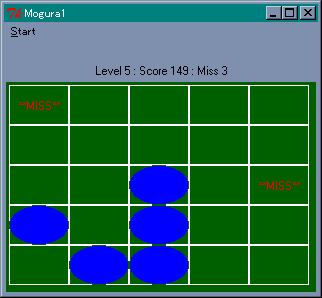 Mogura1
Start
Level 5 : Score 149 : Miss 3
**MISS**
**MISS**